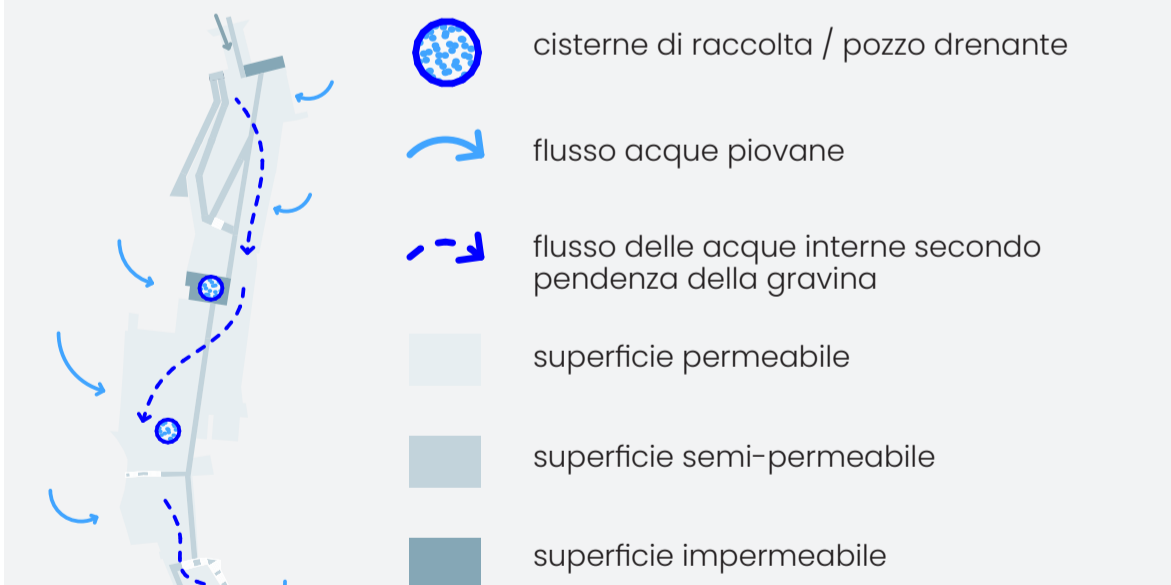 cisterne di raccolta / pozzo drenante
flusso acque piovane
flusso delle acque interne secondo
pendenza della gravina
superficie permeabile
superficie semi-permeabile
superficie impermeabile